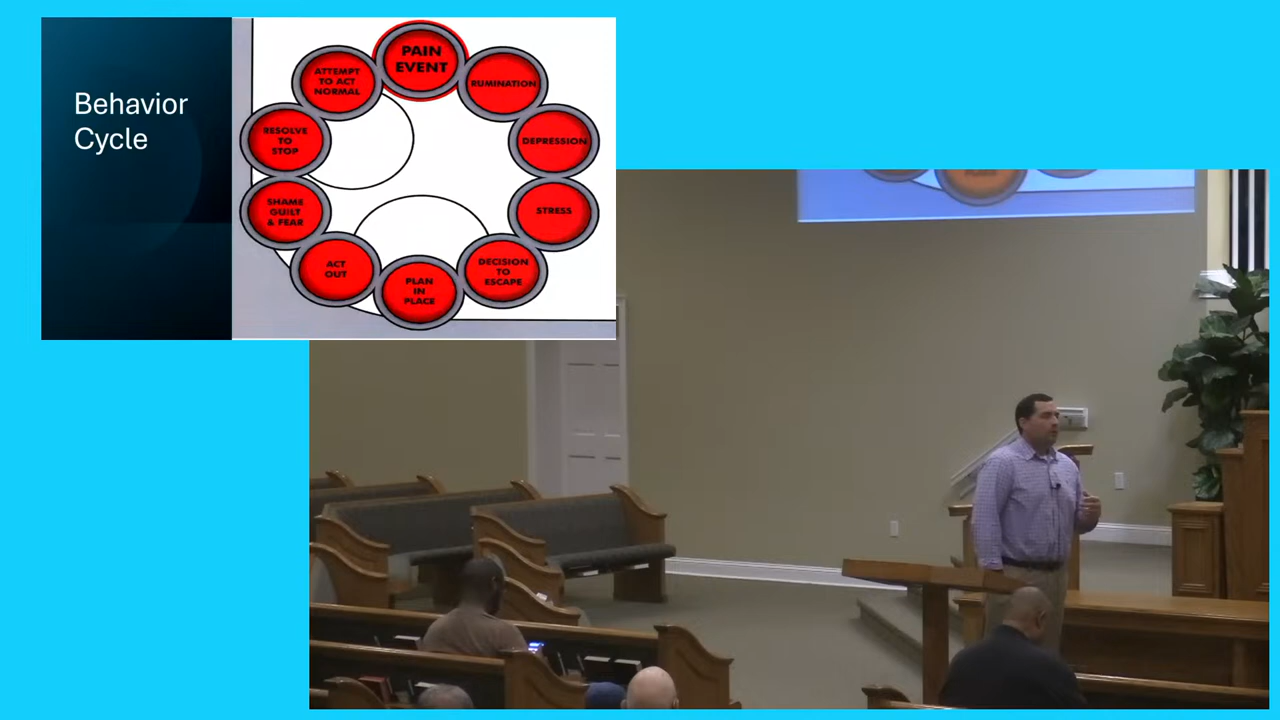 Behavior
Cycle
PAIN
EVENT
RUMINATION
DEPRESSION
STRESS
DECISION
TO
ESCAPE
PLAN
IN
PLACE
ACT
OUT
SHAME
GUILT
& FEAR
RESOLVE
TO
STOP
ATTEMPT
TO ACT
NORMAL